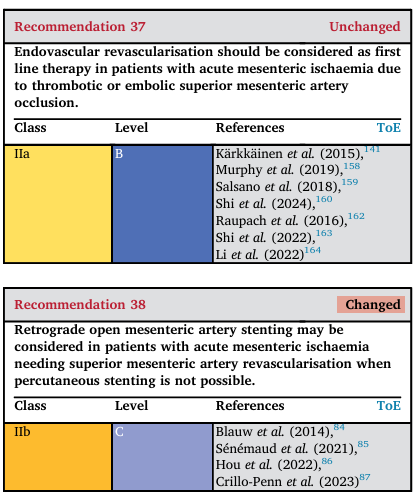 Recommendation 37 Unchanged
Endovascular revascularisation should be considered as first
line therapy in patients with acute mesenteric ischaemia due
to thrombotic or embolic superior mesenteric artery
occlusion.
Class Level References ToE
IIa B Kärkkäinen et al. (2015),141
Murphy et al. (2019),158
Salsano et al. (2018),159
Shi et al. (2024),160
Raupach et al. (2016),162
Shi et al. (2022),163
Li et al. (2022)164
Recommendation 38 Changed
Retrograde open mesenteric artery stenting may be
considered in patients with acute mesenteric ischaemia
needing superior mesenteric artery revascularisation when
percutaneous stenting is not possible.
Class Level References ToE
IIb C Blauw et al. (2014),84
Sénémaud et al. (2021),85
Hou et al. (2022),86
Crillo-Penn et al. (2023)87